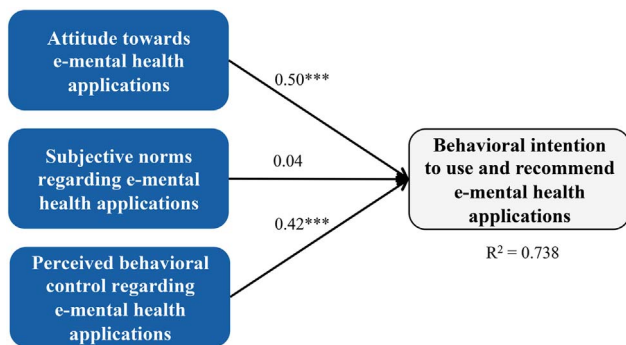 Attitude towards
e-mental health
applications
0.50***
Subjective norms
regarding e-mental
health applications
0.04
Behavioral intention
to use and recommend
e-mental health
applications
0.42***
R² = 0.738
Perceived behavioral
control regarding
e-mental health
applications